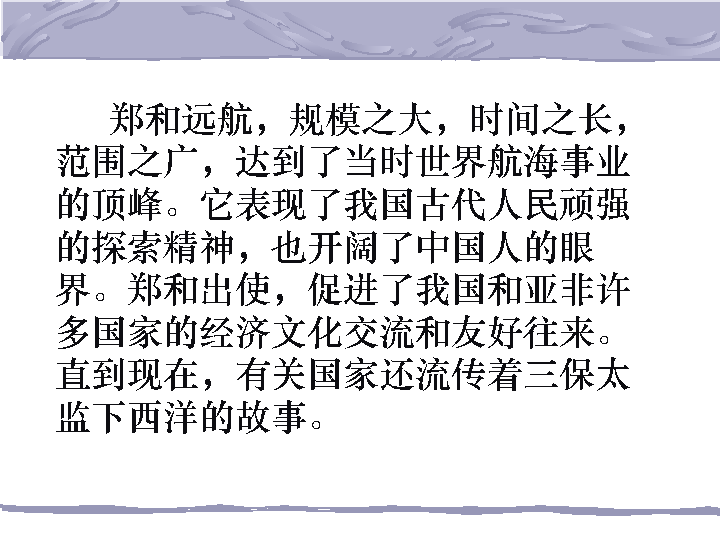 郑和远航，规模之大，时间之长，
范围之广，达到了当时世界航海事业
的顶峰。它表现了我国古代人民顽强
的探索精神，也开阔了中国人的眼
界。郑和出使，促进了我国和亚非许
多国家的经济文化交流和友好往来。
直到现在，有关国家还流传着三保太
监下西洋的故事。